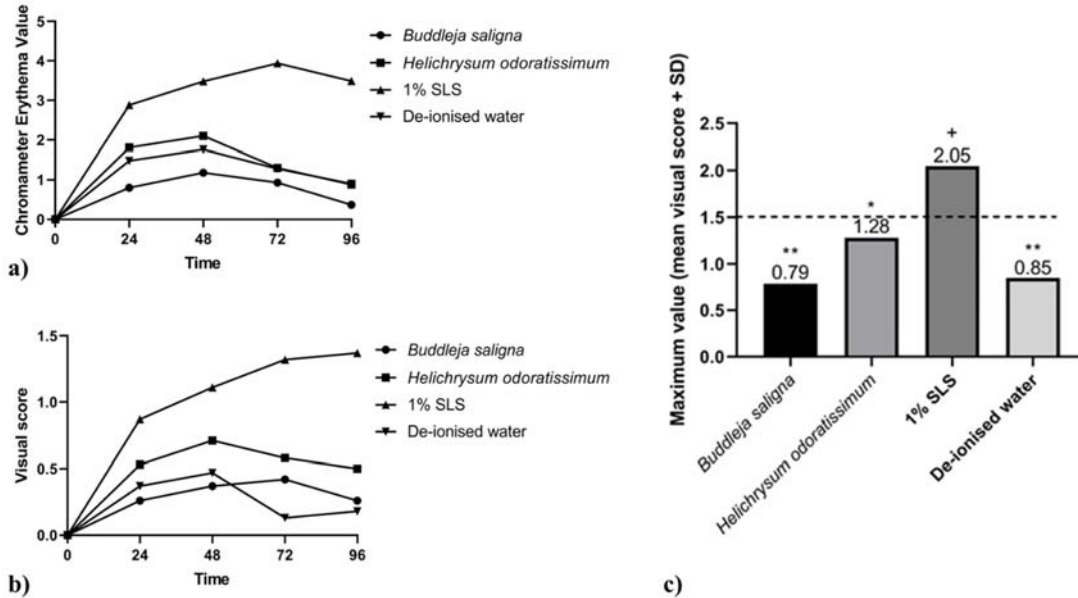 Chromameter Erythema Value
5
4
3
2
1
0
0 24 48 72 96
Time
Buddleja saligna
Helichrysum odoratissimum
1% SLS
De-ionised water
a)
Visual score
1.5
1.0
0.5
0.0
0 24 48 72 96
Time
Buddleja saligna
Helichrysum odoratissimum
1% SLS
De-ionised water
b)
Maximum value (mean visual score + SD)
2.5
2.0
1.5
1.0
0.5
0.0
**
0.79
*
1.28
+
2.05
**
0.85
Buddleja saligna
Helichrysum odoratissimum
1% SLS
De-ionised water
c)